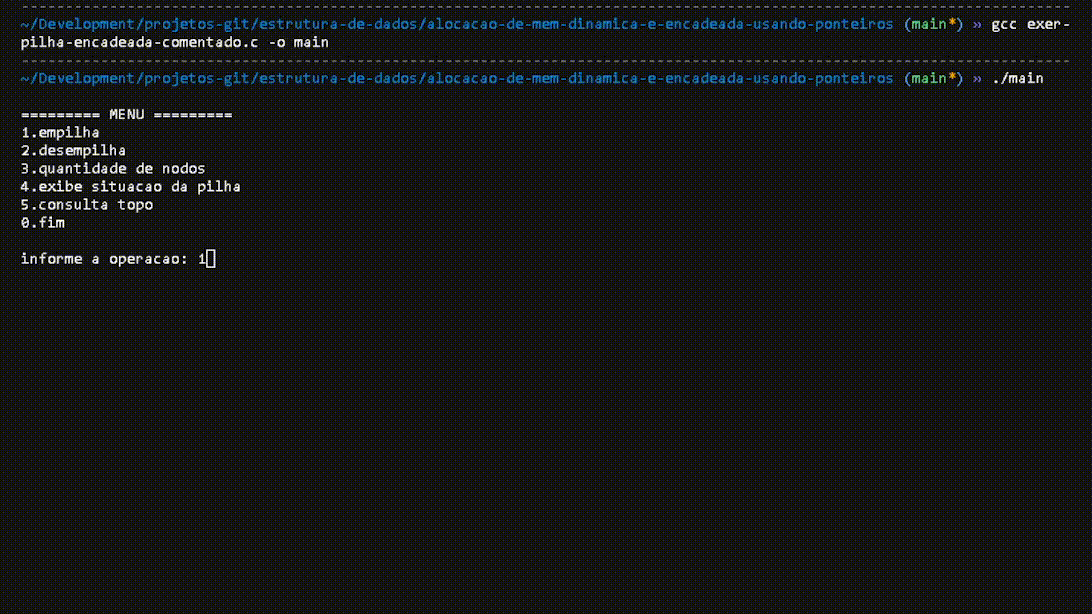 ~/Development/projetos-git/estrutura-de-dados/alocacao-de-mem-dinamica-e-encadeada-usando-ponteiros (main*) » gcc exer-
pilha-encadeada-comentado.c -o main
~/Development/projetos-git/estrutura-de-dados/alocacao-de-mem-dinamica-e-encadeada-usando-ponteiros (main*) » ./main
========= MENU =========
1.empilha
2.desempilha
3.quantidade de nodos
4.exibe situacao da pilha
5.consulta topo
0.fim
informe a operacao: 1